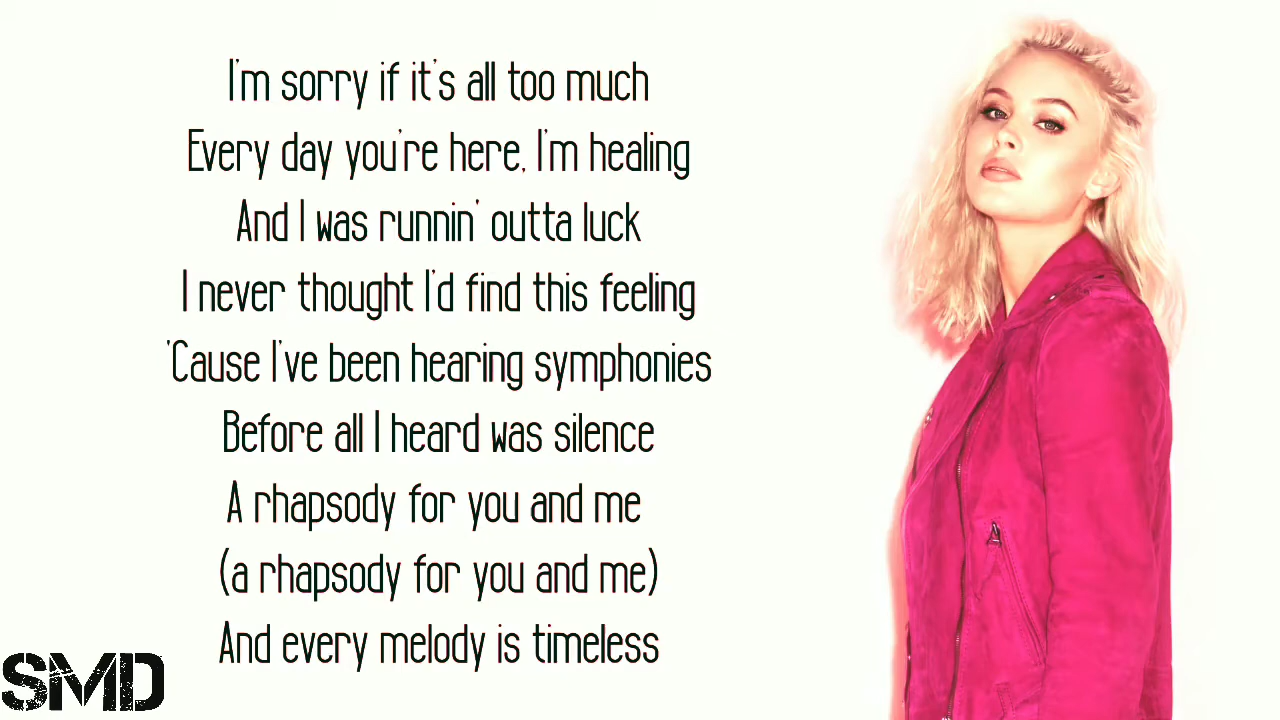 I'm sorry if it's all too much
Every day you're here, I'm healing
And I was runnin' outta luck
I never thought I'd find this feeling
'Cause I've been hearing symphonies
Before all I heard was silence
A rhapsody for you and me
(a rhapsody for you and me)
And every melody is timeless
SMD